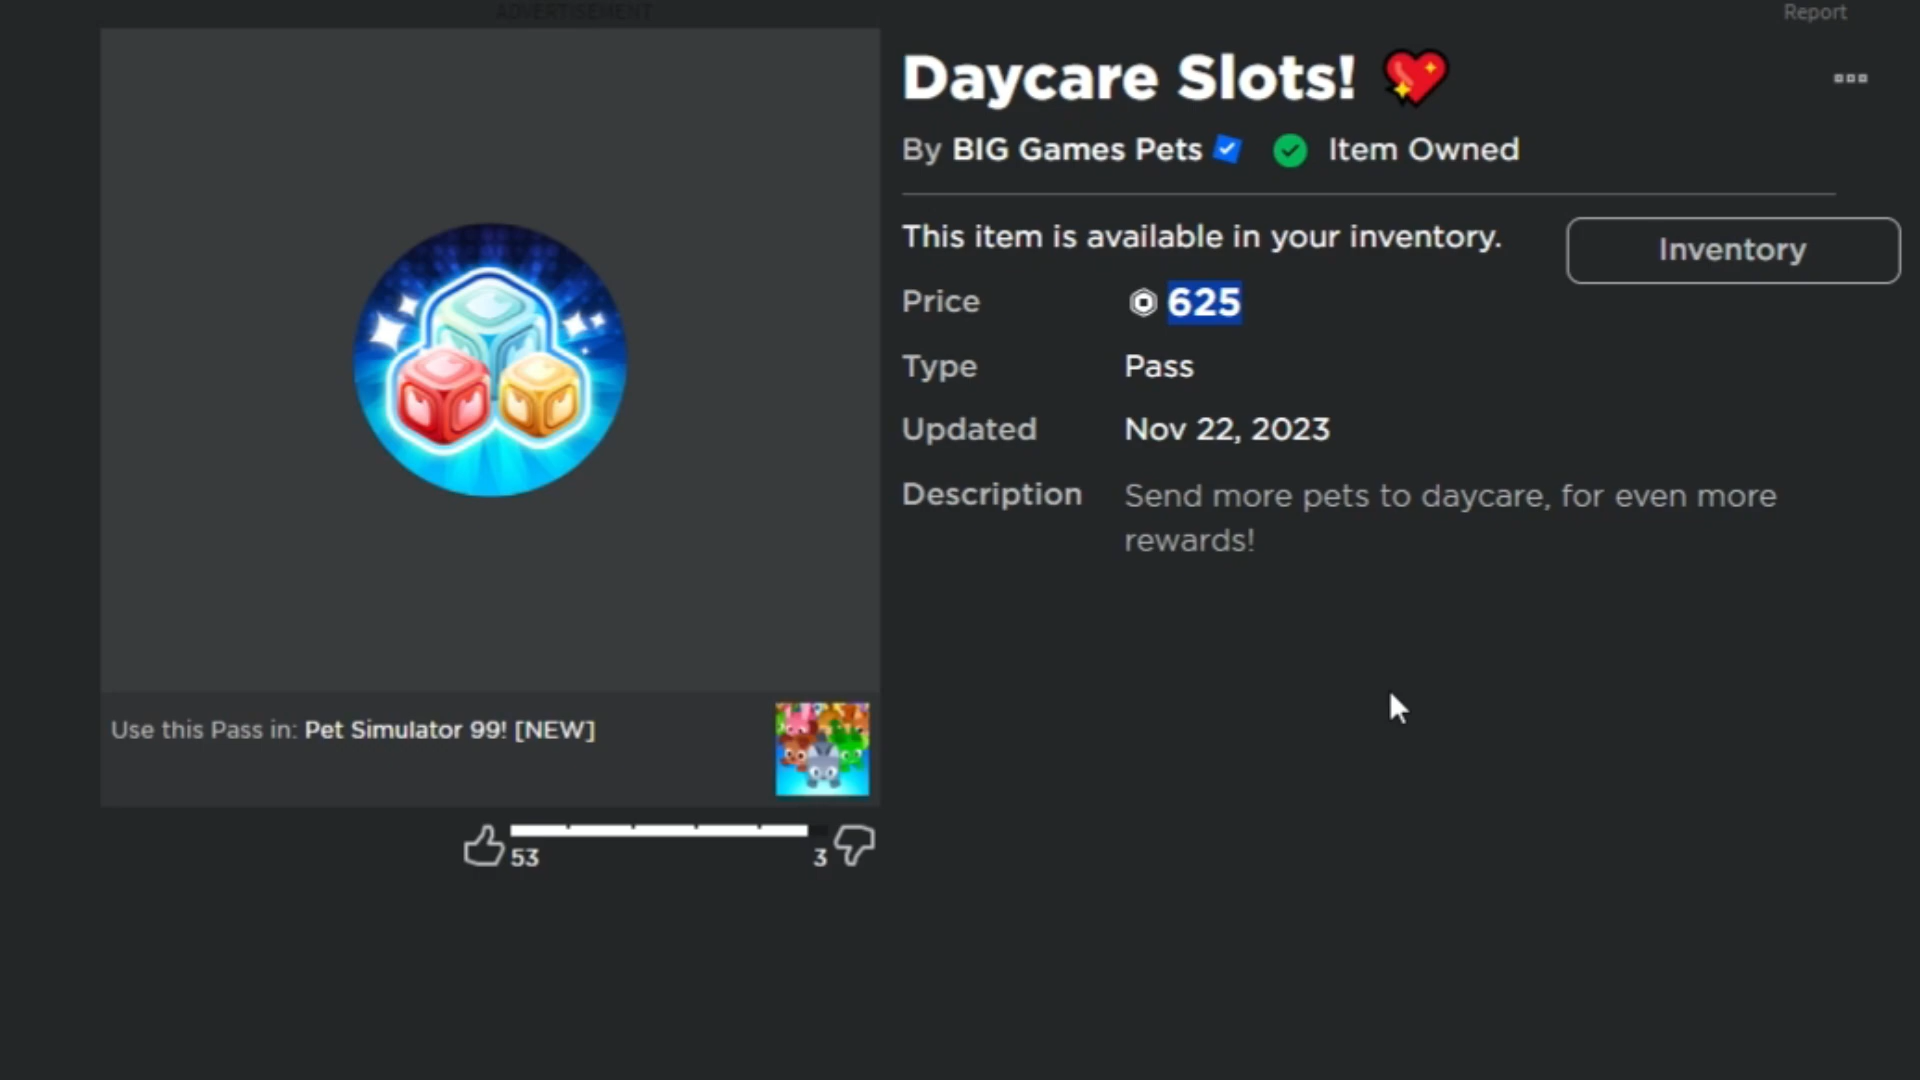 ADVERTISEMENT
Report
Daycare Slots! 💖
By BIG Games Pets Item Owned
This item is available in your inventory.
Inventory
Price 625
Type Pass
Updated Nov 22, 2023
Description Send more pets to daycare, for even more
rewards!
Use this Pass in: Pet Simulator 99! [NEW]
53 3